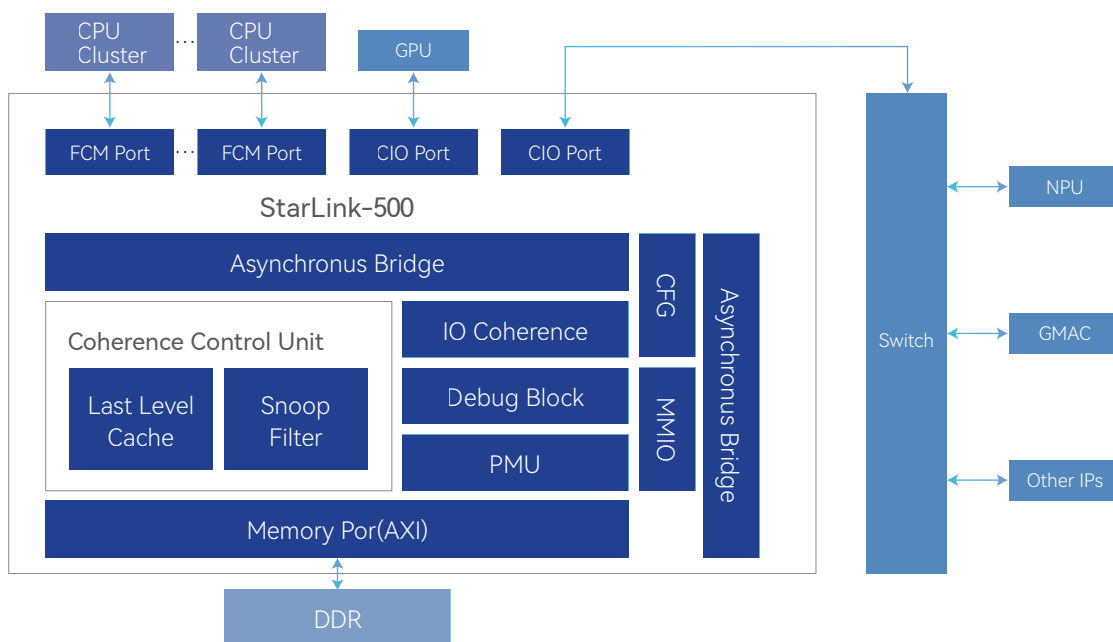 CPU
Cluster
...
CPU
Cluster
GPU
FCM Port
...
FCM Port
CIO Port
CIO Port
StarLink-500
Asynchronus Bridge
CFG
Asynchronus Bridge
Coherence Control Unit
IO Coherence
Last Level
Cache
Snoop
Filter
Debug Block
MMIO
PMU
Memory Por(AXI)
DDR
Switch
NPU
GMAC
Other IPs